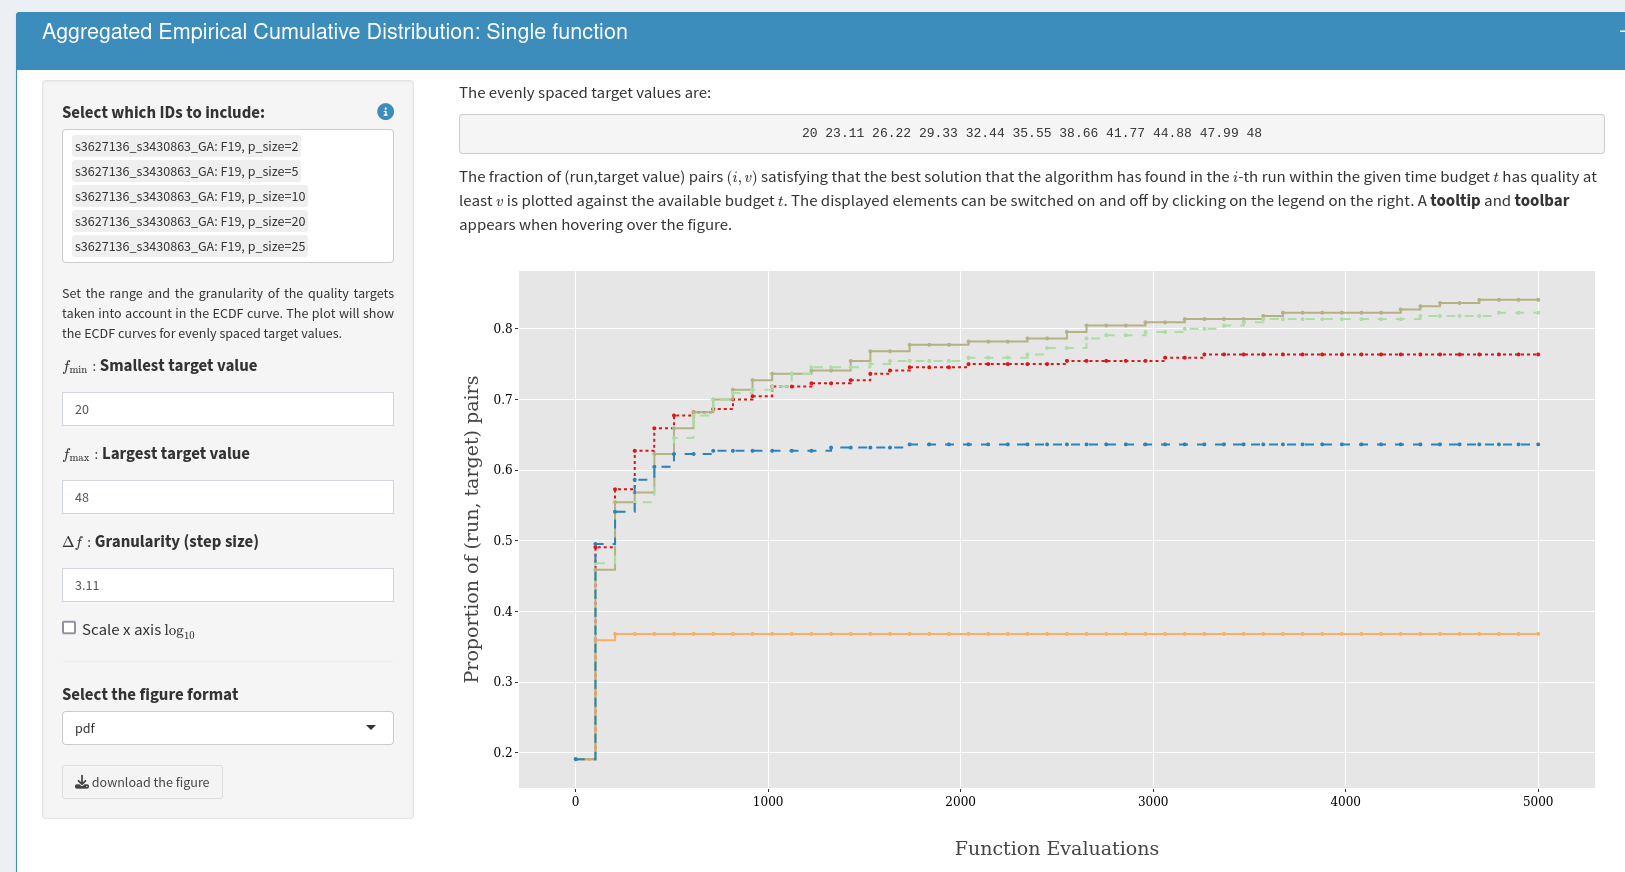 Aggregated Empirical Cumulative Distribution: Single function
Select which IDs to include:
s3627136_s3430863_GA: F19, p_size=2
s3627136_s3430863_GA: F19, p_size=5
s3627136_s3430863_GA: F19, p_size=10
s3627136_s3430863_GA: F19, p_size=20
s3627136_s3430863_GA: F19, p_size=25
Set the range and the granularity of the quality targets
taken into account in the ECDF curve. The plot will show
the ECDF curves for evenly spaced target values.
f_min : Smallest target value
20
f_max : Largest target value
48
Δf : Granularity (step size)
3.11
Scale x axis log_10
Select the figure format
pdf
download the figure
The evenly spaced target values are:
20 23.11 26.22 29.33 32.44 35.55 38.66 41.77 44.88 47.99 48
The fraction of (run,target value) pairs (i, v) satisfying that the best solution that the algorithm has found in the i-th run within the given time budget t has quality at
least v is plotted against the available budget t. The displayed elements can be switched on and off by clicking on the legend on the right. A tooltip and toolbar
appears when hovering over the figure.
Proportion of (run, target) pairs
0.8
0.7
0.6
0.5
0.4
0.3
0.2
0 1000 2000 3000 4000 5000
Function Evaluations